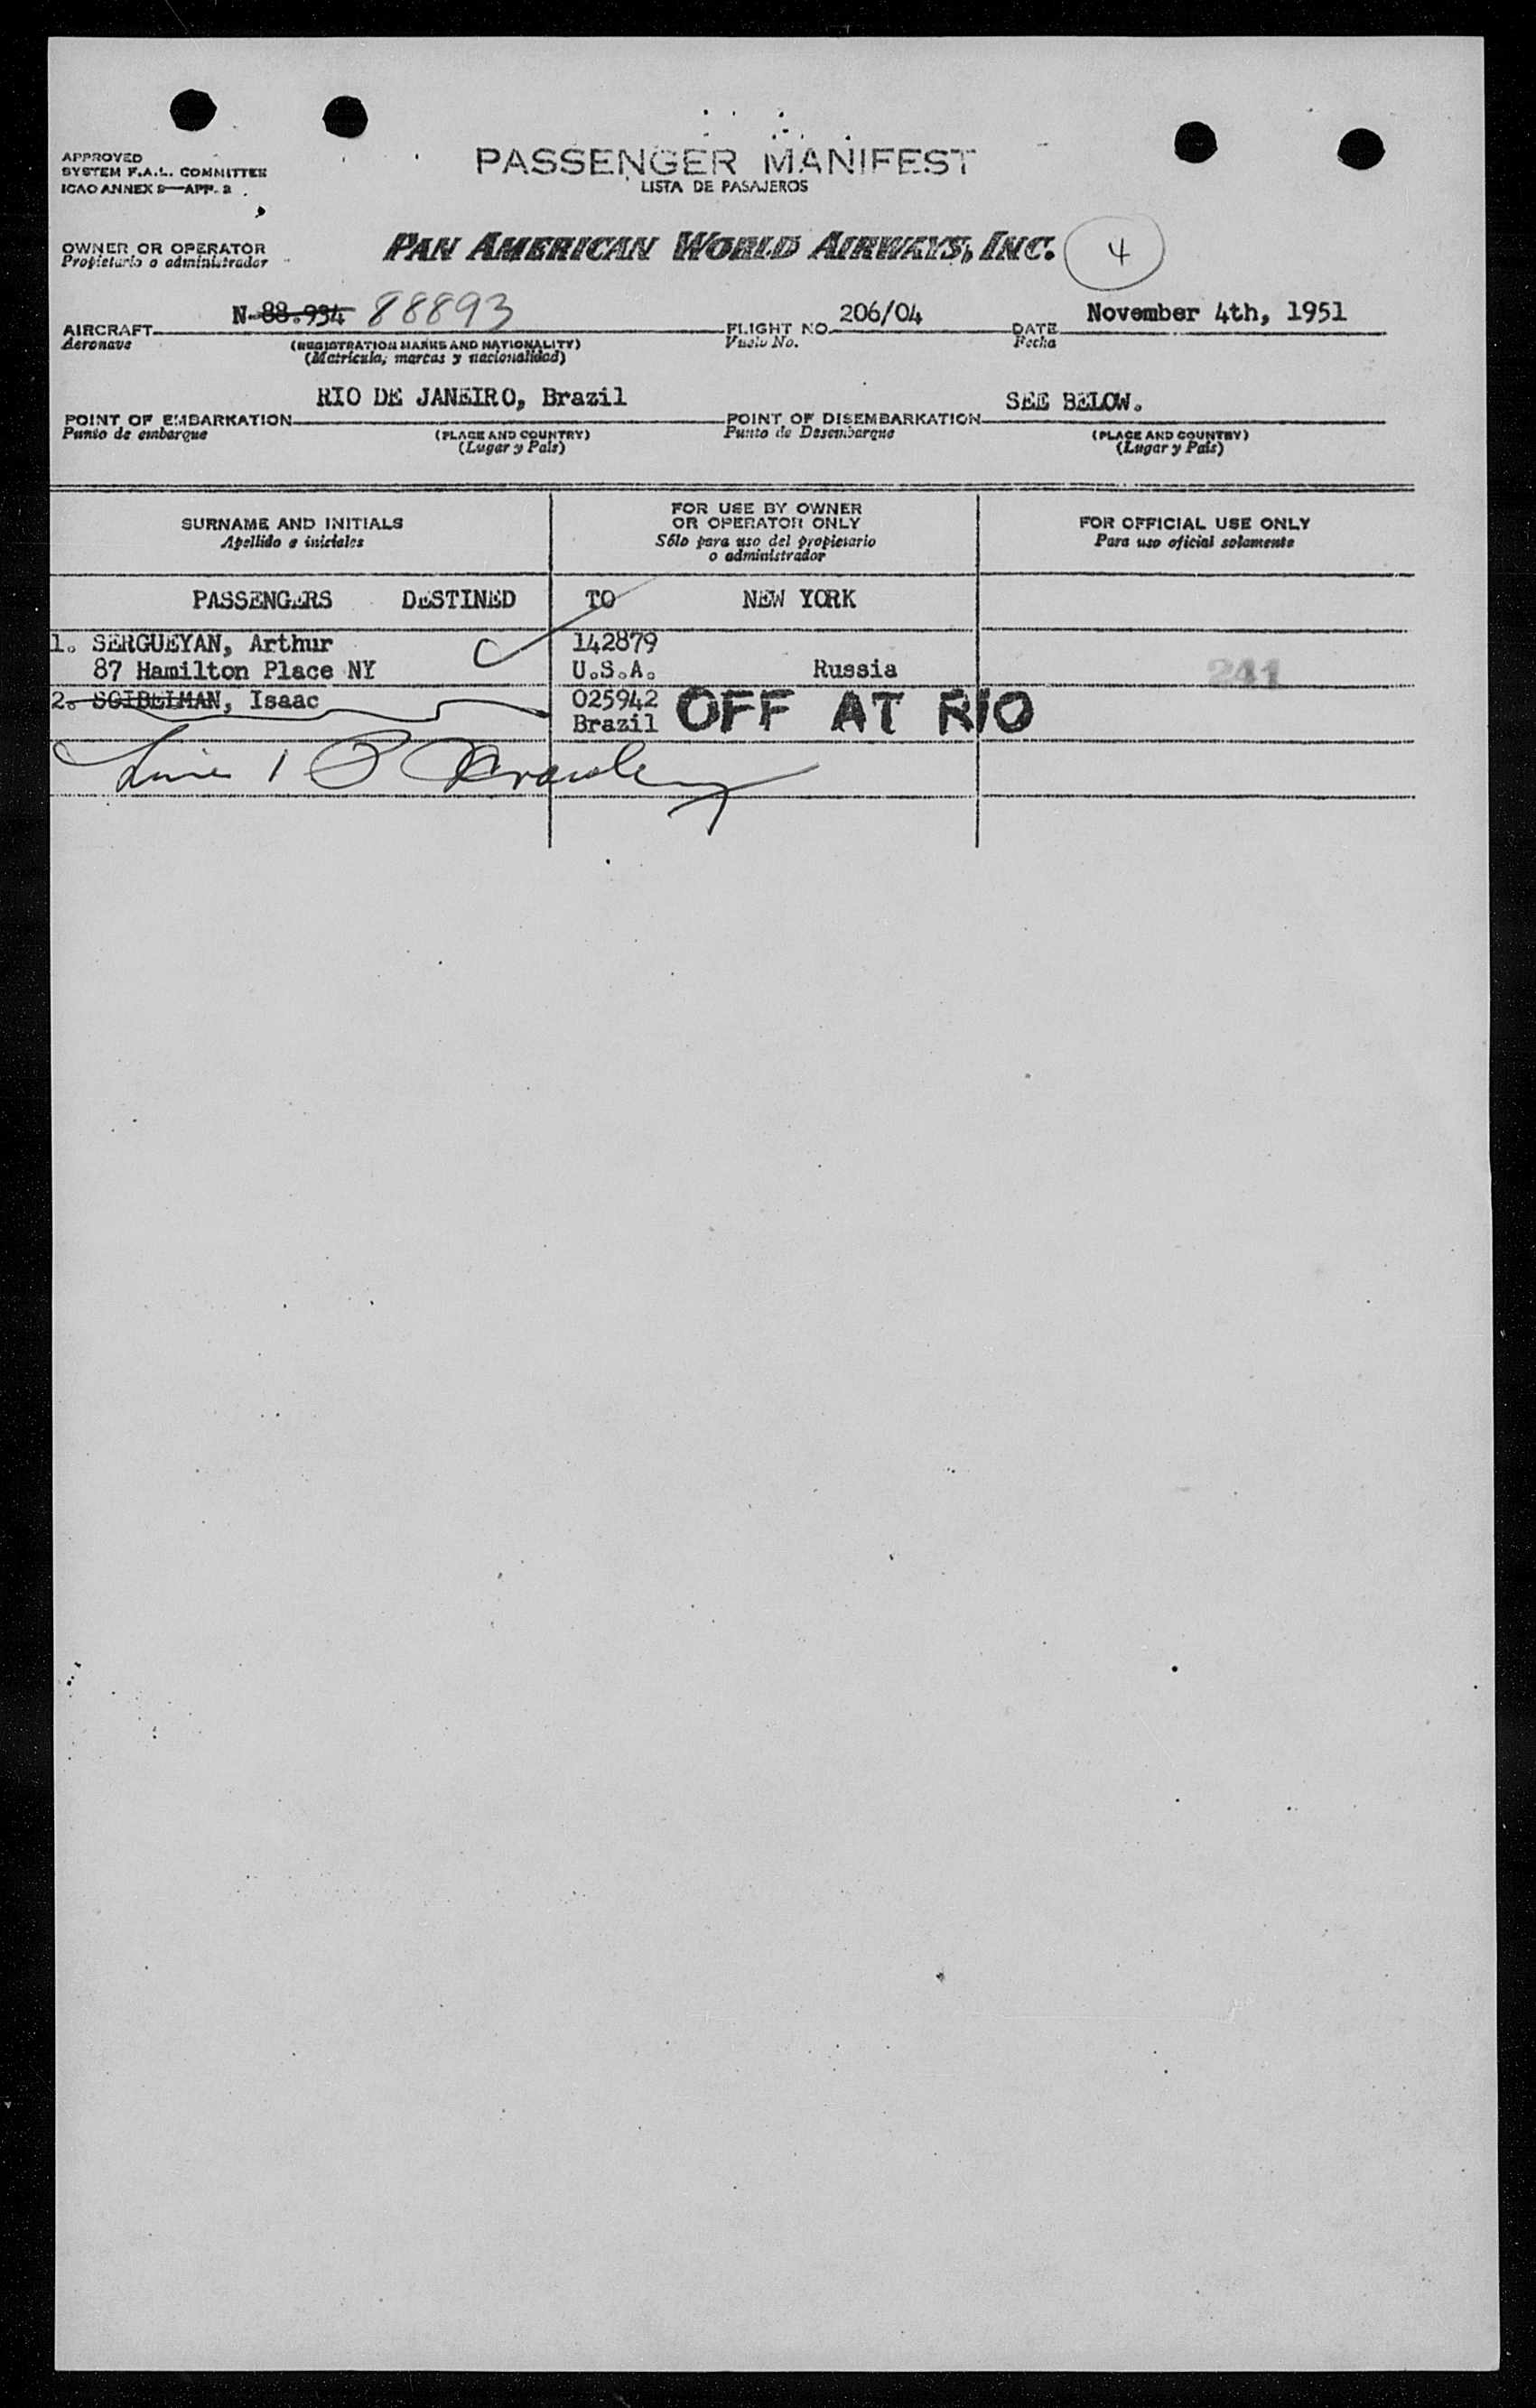 APPROVED
SYSTEM F.A.L. COMMITTEE
ICAO ANNEX 9—APP. 2
PASSENGER MANIFEST
LISTA DE PASAJEROS
OWNER OR OPERATOR
Propietario o administrador
PAN AMERICAN WORLD AIRWAYS, INC.
4
AIRCRAFT N-88.934 88893
Aeronave
(REGISTRATION MARKS AND NATIONALITY)
(Matricula, marcas y nacionalidad)
FLIGHT NO. 206/04
Vuelo No.
DATE November 4th, 1951
Fecha
POINT OF EMBARKATION RIO DE JANEIRO, Brazil
Punto de embarque
(PLACE AND COUNTRY)
(Lugar y País)
POINT OF DISEMBARKATION SEE BELOW.
Punto de Desembarque
(PLACE AND COUNTRY)
(Lugar y País)
SURNAME AND INITIALS
Apellido e iniciales
FOR USE BY OWNER
OR OPERATOR ONLY
Sólo para uso del propietario
o administrador
FOR OFFICIAL USE ONLY
Para uso oficial solamente
PASSENGERS DESTINED TO NEW YORK
1. SERGUEYAN, Arthur 142879
87 Hamilton Place NY U.S.A. Russia 241
2. SOIBELMAN, Isaac 025942
Brazil OFF AT RIO